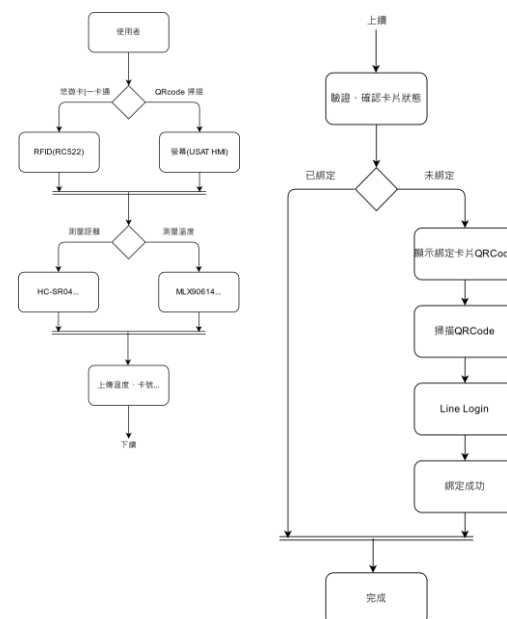 使用者
悠遊卡|一卡通
QRcode 掃描
RFID(RC522)
螢幕(USAT HMI)
測量距離
測量溫度
HC-SR04...
MLX90614...
上傳溫度、卡號...
下續
上續
驗證、確認卡片狀態
已綁定
未綁定
顯示綁定卡片QRCod
掃描QRCode
Line Login
綁定成功
完成